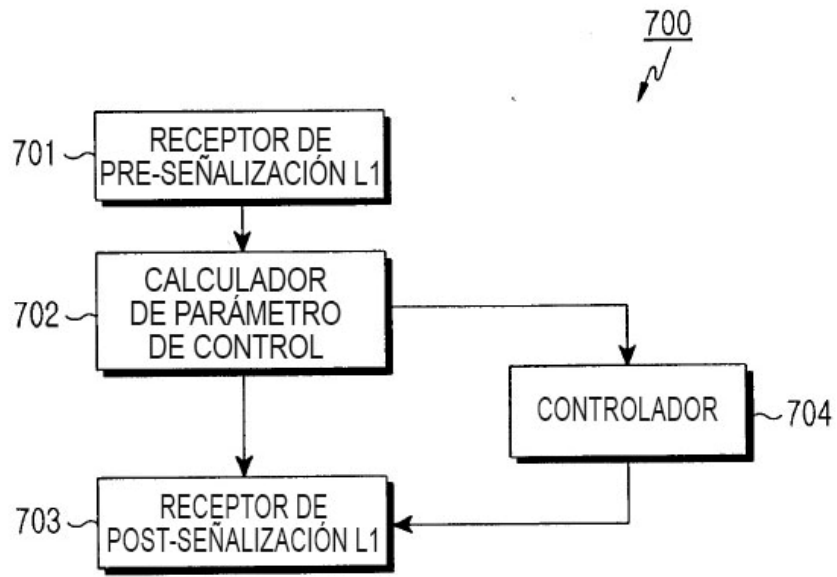 700
701
RECEPTOR DE
PRE-SEÑALIZACIÓN L1
702
CALCULADOR
DE PARÁMETRO
DE CONTROL
CONTROLADOR
704
703
RECEPTOR DE
POST-SEÑALIZACIÓN L1